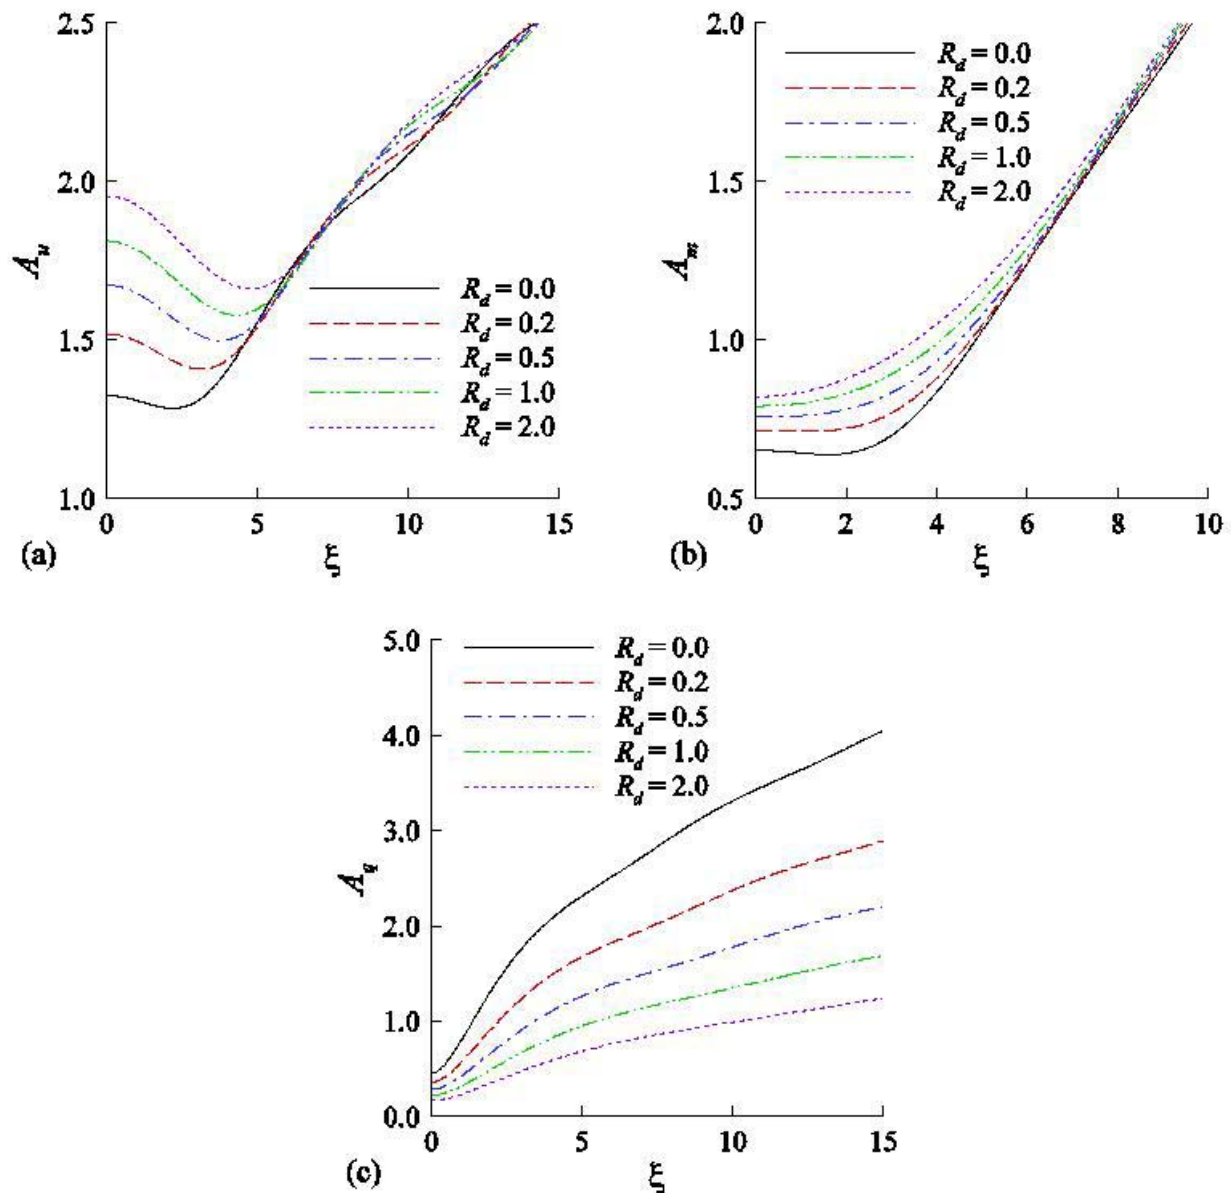 2.5
2.0
1.5
1.0
A_u
0
5
10
15
ξ
(a)
R_d = 0.0
R_d = 0.2
R_d = 0.5
R_d = 1.0
R_d = 2.0
2.0
1.5
1.0
0.5
A_m
0
2
4
6
8
10
ξ
(b)
R_d = 0.0
R_d = 0.2
R_d = 0.5
R_d = 1.0
R_d = 2.0
5.0
4.0
3.0
2.0
1.0
0.0
A_q
0
5
10
15
ξ
(c)
R_d = 0.0
R_d = 0.2
R_d = 0.5
R_d = 1.0
R_d = 2.0